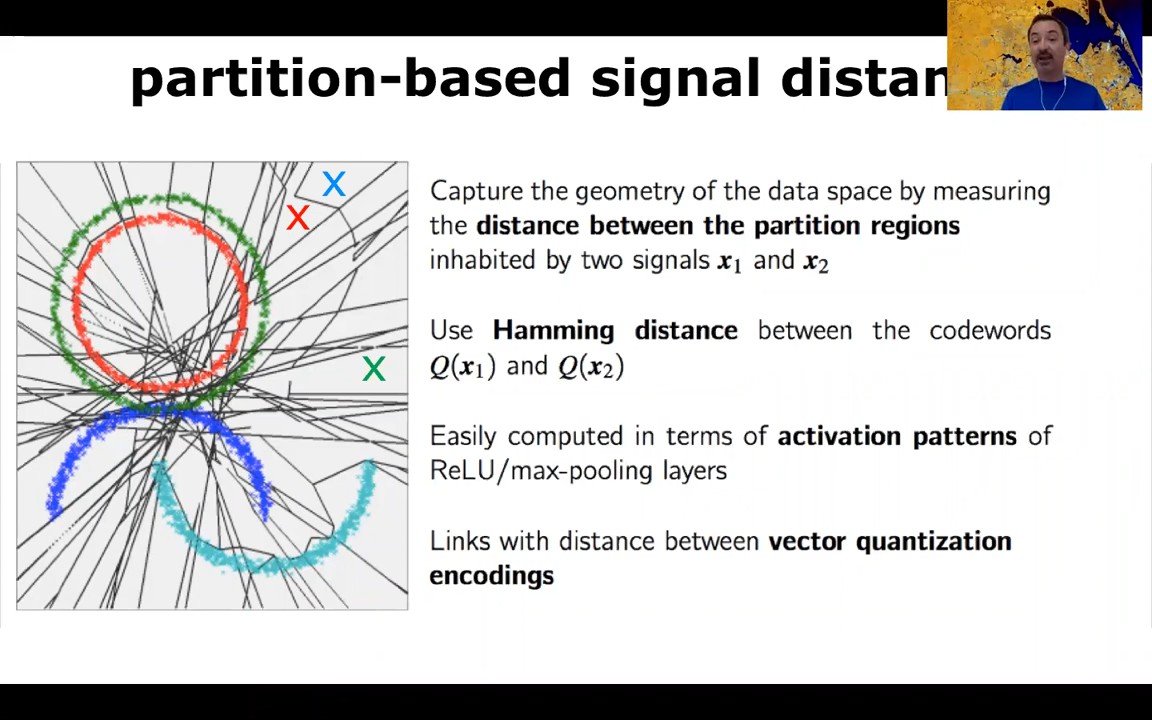 partition-based signal distan
X
X
X
Capture the geometry of the data space by measuring
the distance between the partition regions
inhabited by two signals x₁ and x₂
Use Hamming distance between the codewords
Q(x₁) and Q(x₂)
Easily computed in terms of activation patterns of
ReLU/max-pooling layers
Links with distance between vector quantization
encodings